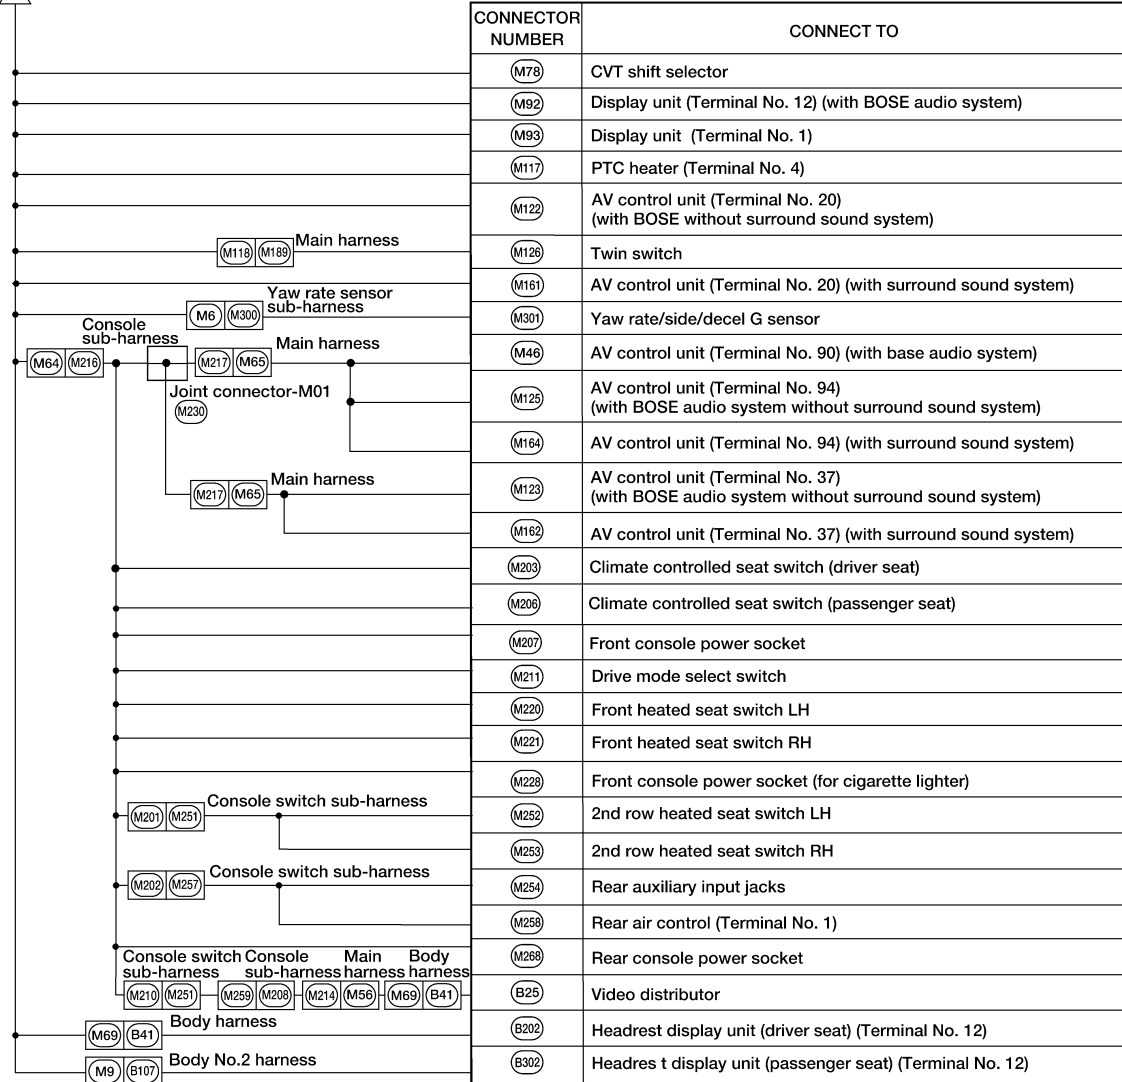 CONNECTOR
NUMBER
CONNECT TO
M78
CVT shift selector
M92
Display unit (Terminal No. 12) (with BOSE audio system)
M93
Display unit (Terminal No. 1)
M117
PTC heater (Terminal No. 4)
M122
AV control unit (Terminal No. 20)
(with BOSE without surround sound system)
M118 M189
Main harness
M126
Twin switch
M161
AV control unit (Terminal No. 20) (with surround sound system)
M6 M300
Yaw rate sensor
sub-harness
M301
Yaw rate/side/decel G sensor
Console
sub-harness
M64 M216
M217 M65
Main harness
M46
AV control unit (Terminal No. 90) (with base audio system)
Joint connector-M01
M230
M125
AV control unit (Terminal No. 94)
(with BOSE audio system without surround sound system)
M164
AV control unit (Terminal No. 94) (with surround sound system)
M217 M65
Main harness
M123
AV control unit (Terminal No. 37)
(with BOSE audio system without surround sound system)
M162
AV control unit (Terminal No. 37) (with surround sound system)
M203
Climate controlled seat switch (driver seat)
M206
Climate controlled seat switch (passenger seat)
M207
Front console power socket
M211
Drive mode select switch
M220
Front heated seat switch LH
M221
Front heated seat switch RH
M228
Front console power socket (for cigarette lighter)
M201 M251
Console switch sub-harness
M252
2nd row heated seat switch LH
M253
2nd row heated seat switch RH
M202 M257
Console switch sub-harness
M254
Rear auxiliary input jacks
M258
Rear air control (Terminal No. 1)
M268
Rear console power socket
Console switch
sub-harness
Console
sub-harness
Main
harness
Body
harness
M210 M251 M259 M208 M214 M56 M69 B41
B25
Video distributor
M69 B41
Body harness
B202
Headrest display unit (driver seat) (Terminal No. 12)
M9 B107
Body No.2 harness
B302
Headres t display unit (passenger seat) (Terminal No. 12)